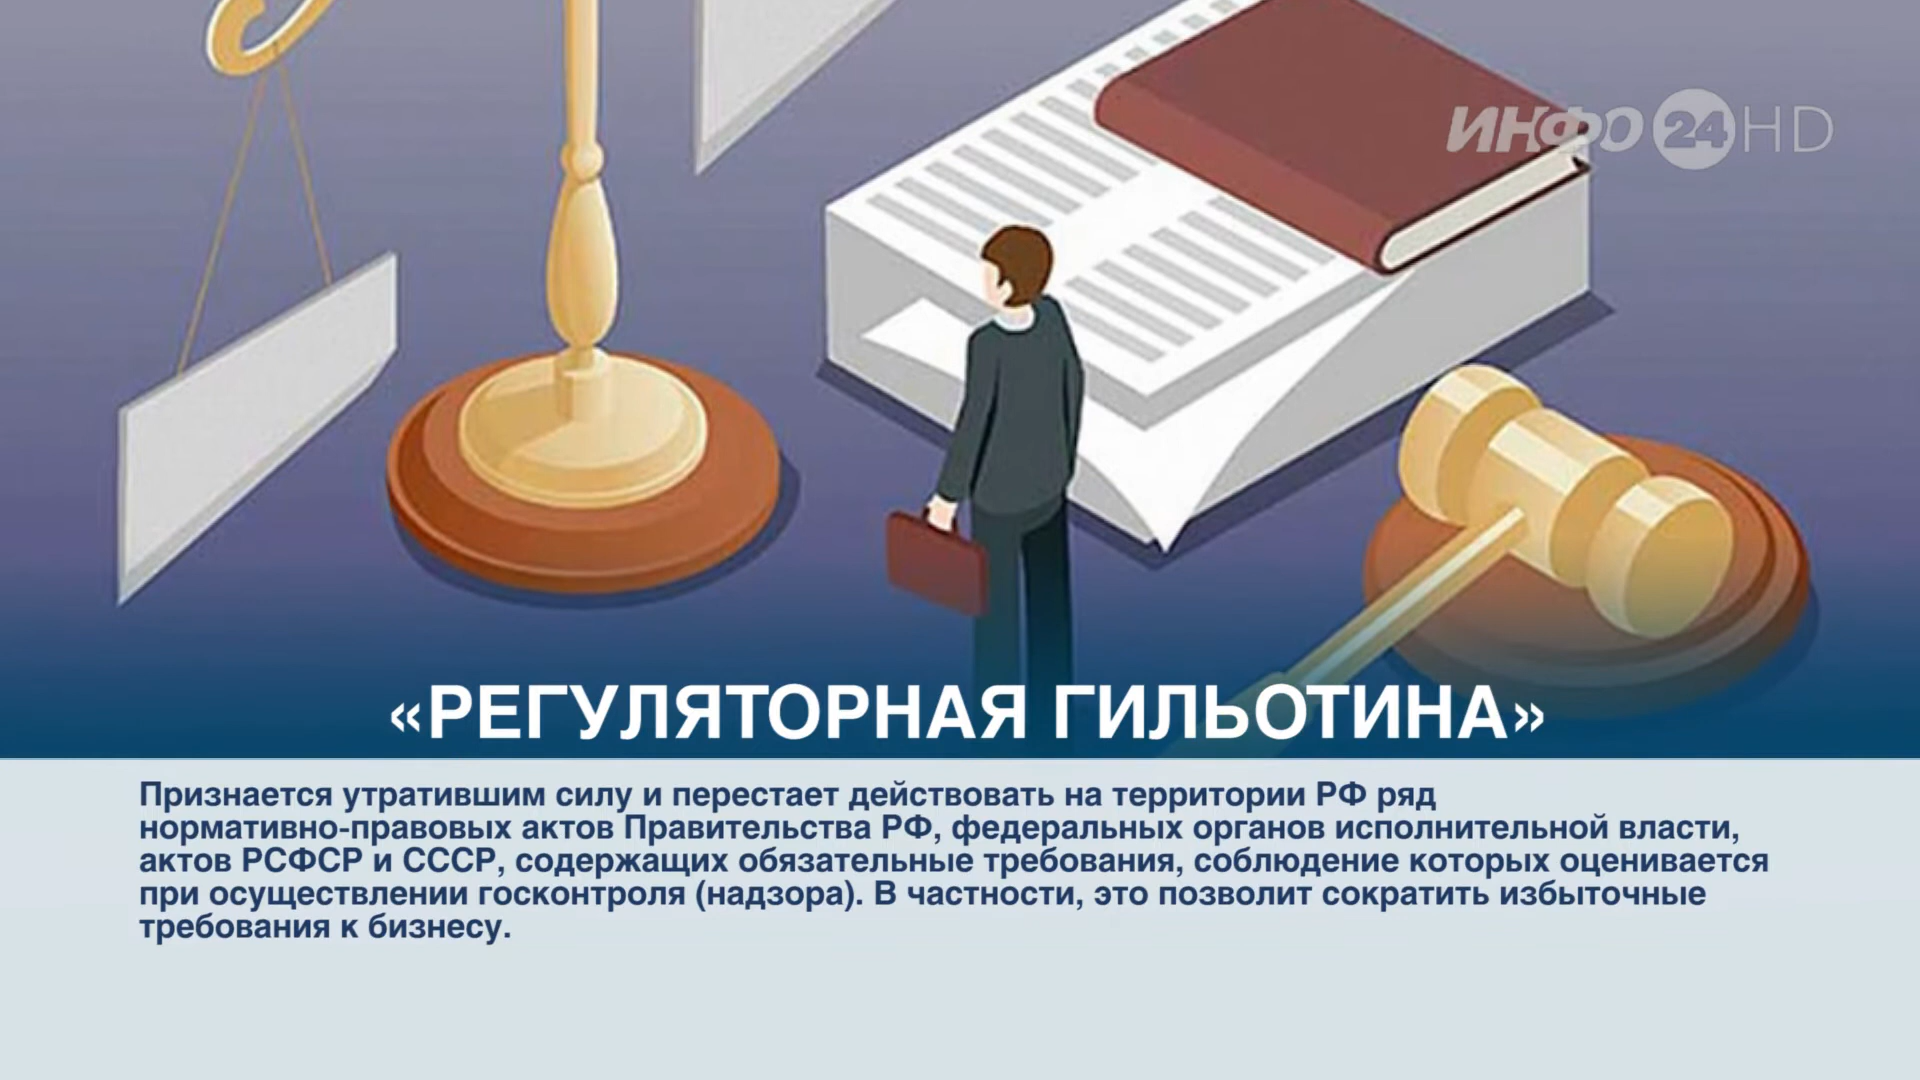 ИНФО 24 HD
«РЕГУЛЯТОРНАЯ ГИЛЬОТИНА»
Признается утратившим силу и перестает действовать на территории РФ ряд
нормативно-правовых актов Правительства РФ, федеральных органов исполнительной власти,
актов РСФСР и СССР, содержащих обязательные требования, соблюдение которых оценивается
при осуществлении госконтроля (надзора). В частности, это позволит сократить избыточные
требования к бизнесу.